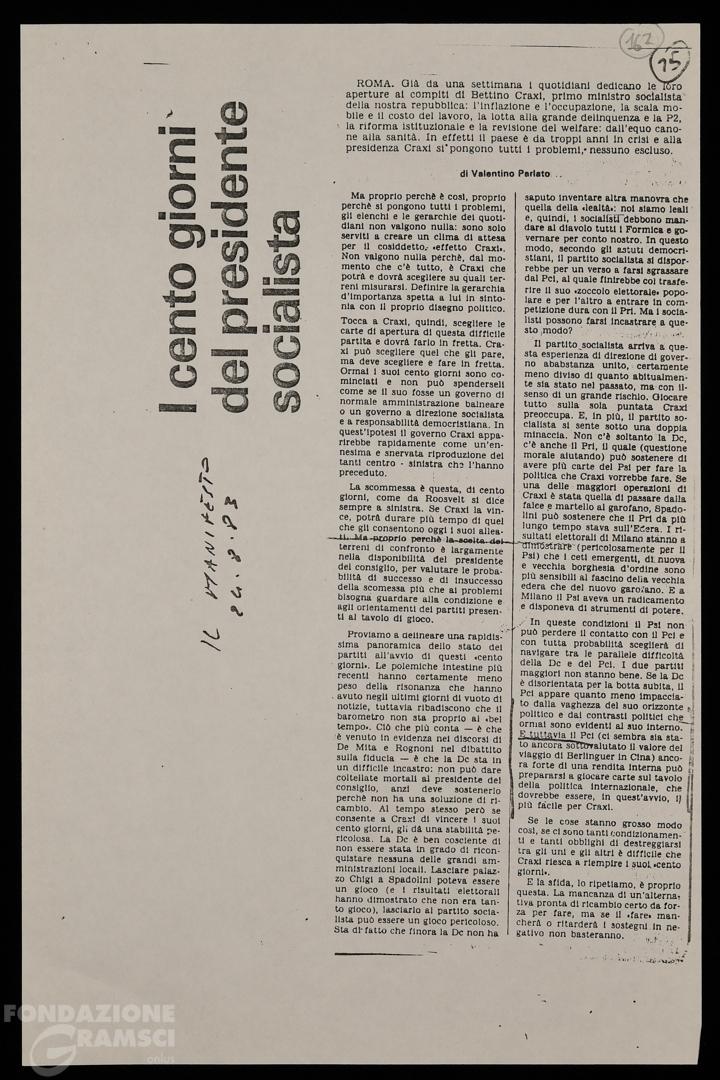 162
15
I cento giorni
del presidente
socialista
IL MANIFESTO
24.8.83
ROMA. Già da una settimana i quotidiani dedicano le loro
aperture ai compiti di Bettino Craxi, primo ministro socialista
della nostra repubblica: l'inflazione e l'occupazione, la scala mo-
bile e il costo del lavoro, la lotta alla grande delinquenza e la P2,
la riforma istituzionale e la revisione del welfare: dall'equo cano-
ne alla sanità. In effetti il paese è da troppi anni in crisi e alla
presidenza Craxi si pongono tutti i problemi, nessuno escluso.
di Valentino Parlato
Ma proprio perchè è così, proprio
perchè si pongono tutti i problemi,
gli elenchi e le gerarchie dei quoti-
diani non valgono nulla: sono solo
serviti a creare un clima di attesa
per il cosiddetto, «effetto Craxi».
Non valgono nulla perchè, dal mo-
mento che c'è tutto, è Craxi che
potrà e dovrà scegliere su quali ter-
reni misurarsi. Definire la gerarchia
d'importanza spetta a lui in sinto-
nia con il proprio disegno politico.
Tocca a Craxi, quindi, scegliere le
carte di apertura di questa difficile
partita e dovrà farlo in fretta. Cra-
xi può scegliere quel che gli pare,
ma deve scegliere e fare in fretta.
Ormai i suoi cento giorni sono co-
minciati e non può spenderseli
come se il suo fosse un governo di
normale amministrazione balneare
o un governo a direzione socialista
e a responsabilità democristiana. In
quest'ipotesi il governo Craxi appa-
rirebbe rapidamente come un'en-
nesima e snervata riproduzione dei
tanti centro - sinistra che l'hanno
preceduto.
La scommessa è questa, di cento
giorni, come da Roosvelt si dice
sempre a sinistra. Se Craxi la vin-
ce, potrà durare più tempo di quel
che gli consentono oggi i suoi allea-
ti. Ma proprio perchè la scelta dei
terreni di confronto è largamente
nella disponibilità del presidente
del consiglio, per valutare le proba-
bilità di successo e di insuccesso
della scommessa più che ai problemi
bisogna guardare alla condizione e
agli orientamenti dei partiti presen-
ti al tavolo di gioco.
Proviamo a delineare una rapidis-
sima panoramica dello stato dei
partiti all'avvio di questi «cento
giorni». Le polemiche intestine più
recenti hanno certamente meno
peso della risonanza che hanno
avuto negli ultimi giorni di vuoto di
notizie, tuttavia ribadiscono che il
barometro non sta proprio al «bel
tempo». Ciò che più conta — e che
è venuto in evidenza nei discorsi di
De Mita e Rognoni nel dibattito
sulla fiducia — è che la Dc sta in
un difficile incastro: non può dare
coltellate mortali al presidente del
consiglio, anzi deve sostenerlo
perchè non ha una soluzione di ri-
cambio. Al tempo stesso però se
consente a Craxi di vincere i suoi
cento giorni, gli dà una stabilità pe-
ricolosa. La Dc è ben cosciente di
non essere stata in grado di ricon-
quistare nessuna delle grandi am-
ministrazioni locali. Lasciare palaz-
zo Chigi a Spadolini poteva essere
un gioco (e i risultati elettorali
hanno dimostrato che non era tan-
to gioco), lasciarlo al partito socia-
lista può essere un gioco pericoloso.
Sta di fatto che finora la Dc non ha
saputo inventare altra manovra che
quella della «lealtà»: noi siamo leali
e, quindi, i socialisti debbono man-
dare al diavolo tutti i Formica e go-
vernare per conto nostro. In questo
modo, secondo gli astuti democri-
stiani, il partito socialista si dispor-
rebbe per un verso a farsi sgrassare
dal Pci, al quale finirebbe col trasfe-
rire il suo «zoccolo elettorale» popo-
lare e per l'altro a entrare in com-
petizione dura con il Pri. Ma i socia-
listi possono farsi incastrare a que-
sto modo?
Il partito socialista arriva a que-
sta esperienza di direzione di gover-
no ababstanza unito, certamente
meno diviso di quanto abitualmen-
te sia stato nel passato, ma con il
senso di un grande rischio. Giocare
tutto sulla sola puntata Craxi
preoccupa. E, in più, il partito so-
cialista si sente sotto una doppia
minaccia. Non c'è soltanto la Dc,
c'è anche il Pri, il quale (questione
morale aiutando) può sostenere di
avere più carte del Psi per fare la
politica che Craxi vorrebbe fare. Se
una delle maggiori operazioni di
Craxi è stata quella di passare dalla
falce e martello al garofano, Spado-
lini può sostenere che il Pri da più
lungo tempo stava sull'Edera. I ri-
sultati elettorali di Milano stanno a
dimostrare (pericolosamente per il
Psi) che i ceti emergenti, di nuova
e vecchia borghesia d'ordine sono
più sensibili al fascino della vecchia
edera che del nuovo garofano. E a
Milano il Psi aveva un radicamento
e disponeva di strumenti di potere.
In queste condizioni il Psi non
può perdere il contatto con il Pci e
con tutta probabilità sceglierà di
navigare tra le parallele difficoltà
della Dc e del Pci. I due partiti
maggiori non stanno bene. Se la Dc
è disorientata per la botta subita, il
Pci appare quanto meno impaccia-
to dalla vaghezza del suo orizzonte
politico e dai contrasti politici che
ormai sono evidenti al suo interno.
E tuttavia il Pci (ci sembra sia sta-
to ancora sottovalutato il valore del
viaggio di Berlinguer in Cina) anco-
ra forte di una rendita interna può
prepararsi a giocare carte sul tavolo
della politica internazionale, che
dovrebbe essere, in quest'avvio, il
più facile per Craxi.
Se le cose stanno grosso modo
così, se ci sono tanti condizionamen-
ti e tanti obblighi di destreggiarsi
tra gli uni e gli altri è difficile che
Craxi riesca a riempire i suoi «cento
giorni».
E la sfida, lo ripetiamo, è proprio
questa. La mancanza di un'alterna-
tiva pronta di ricambio certo da for-
za per fare, ma se il «fare» man-
cherà o ritarderà i sostegni in ne-
gativo non basteranno.
FONDAZIONE
GRAMSCI
onlus